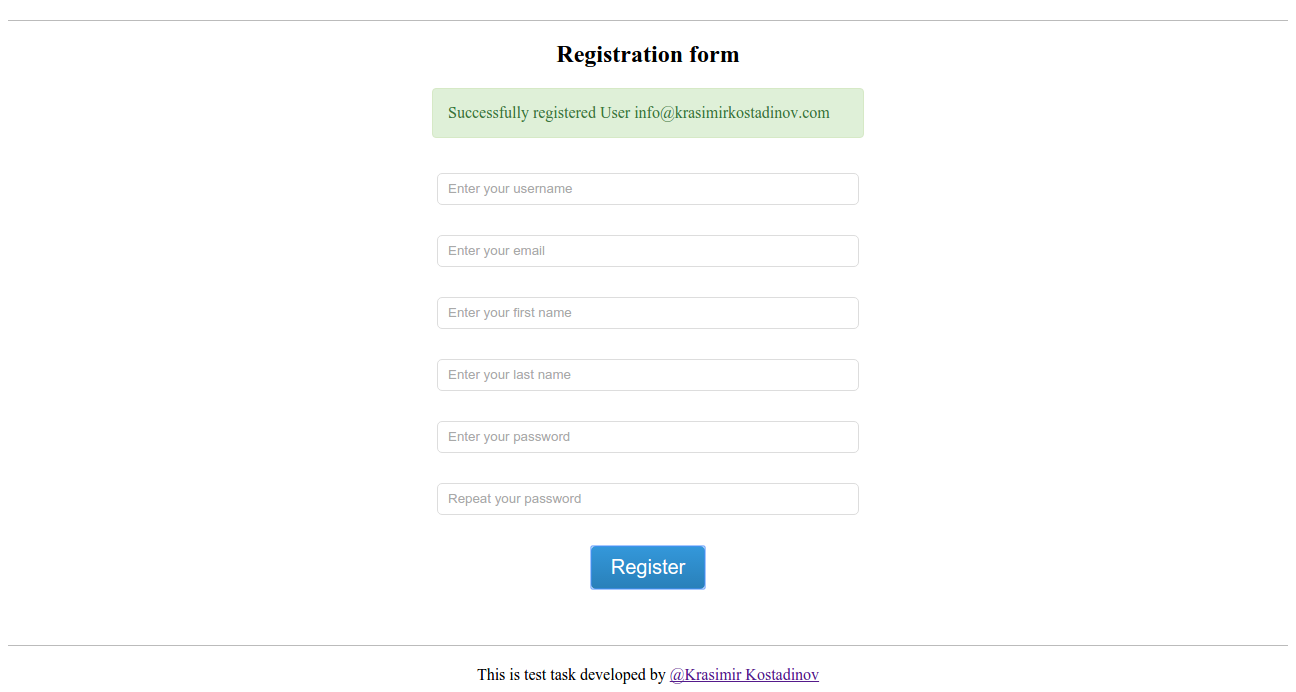 Registration form
Successfully registered User info@krasimirkostadinov.com
Enter your username
Enter your email
Enter your first name
Enter your last name
Enter your password
Repeat your password
Register
This is test task developed by @Krasimir Kostadinov